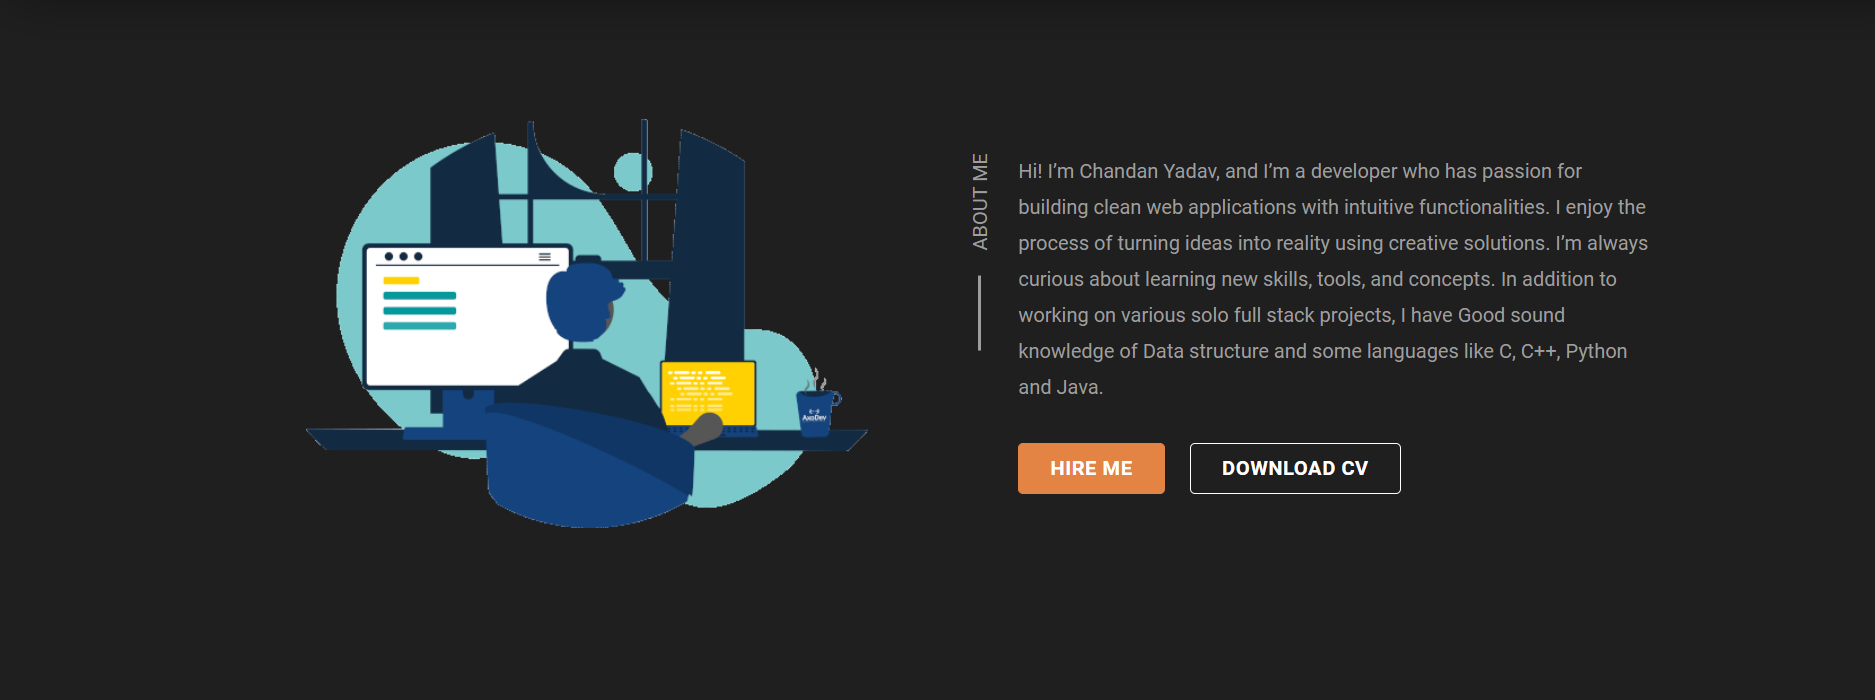 ABOUT ME
Hi! I’m Chandan Yadav, and I’m a developer who has passion for
building clean web applications with intuitive functionalities. I enjoy the
process of turning ideas into reality using creative solutions. I’m always
curious about learning new skills, tools, and concepts. In addition to
working on various solo full stack projects, I have Good sound
knowledge of Data structure and some languages like C, C++, Python
and Java.
AxoDev
HIRE ME
DOWNLOAD CV